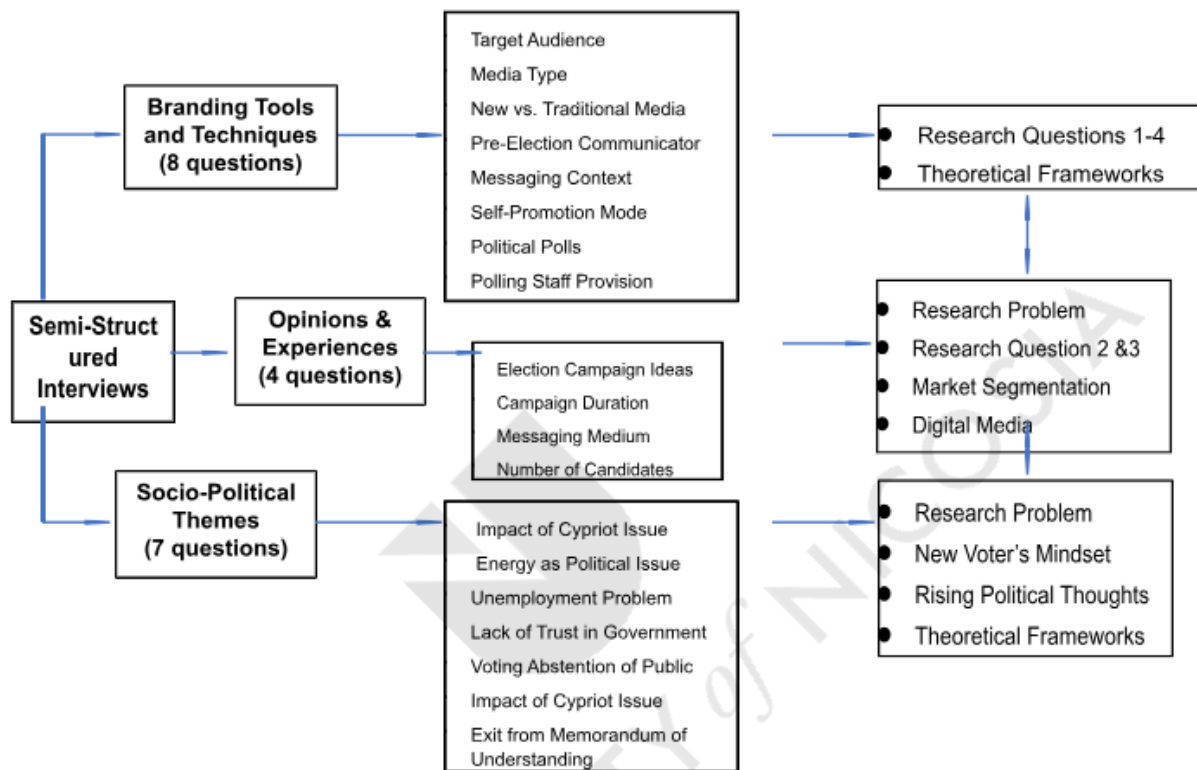 Semi-Struct
ured
Interviews
Branding Tools
and Techniques
(8 questions)
Target Audience
Media Type
New vs. Traditional Media
Pre-Election Communicator
Messaging Context
Self-Promotion Mode
Political Polls
Polling Staff Provision
● Research Questions 1-4
● Theoretical Frameworks
Opinions &
Experiences
(4 questions)
Election Campaign Ideas
Campaign Duration
Messaging Medium
Number of Candidates
● Research Problem
● Research Question 2 &3
● Market Segmentation
● Digital Media
Socio-Political
Themes
(7 questions)
Impact of Cypriot Issue
Energy as Political Issue
Unemployment Problem
Lack of Trust in Government
Voting Abstention of Public
Impact of Cypriot Issue
Exit from Memorandum of
Understanding
● Research Problem
● New Voter's Mindset
● Rising Political Thoughts
● Theoretical Frameworks
TY of NICOSIA